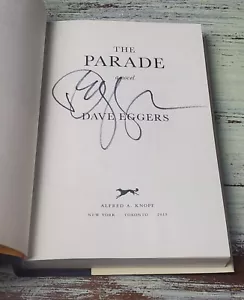 THE
PARADE
a novel
DAVE EGGERS
ALFRED A. KNOPF
NEW YORK TORONTO 2019